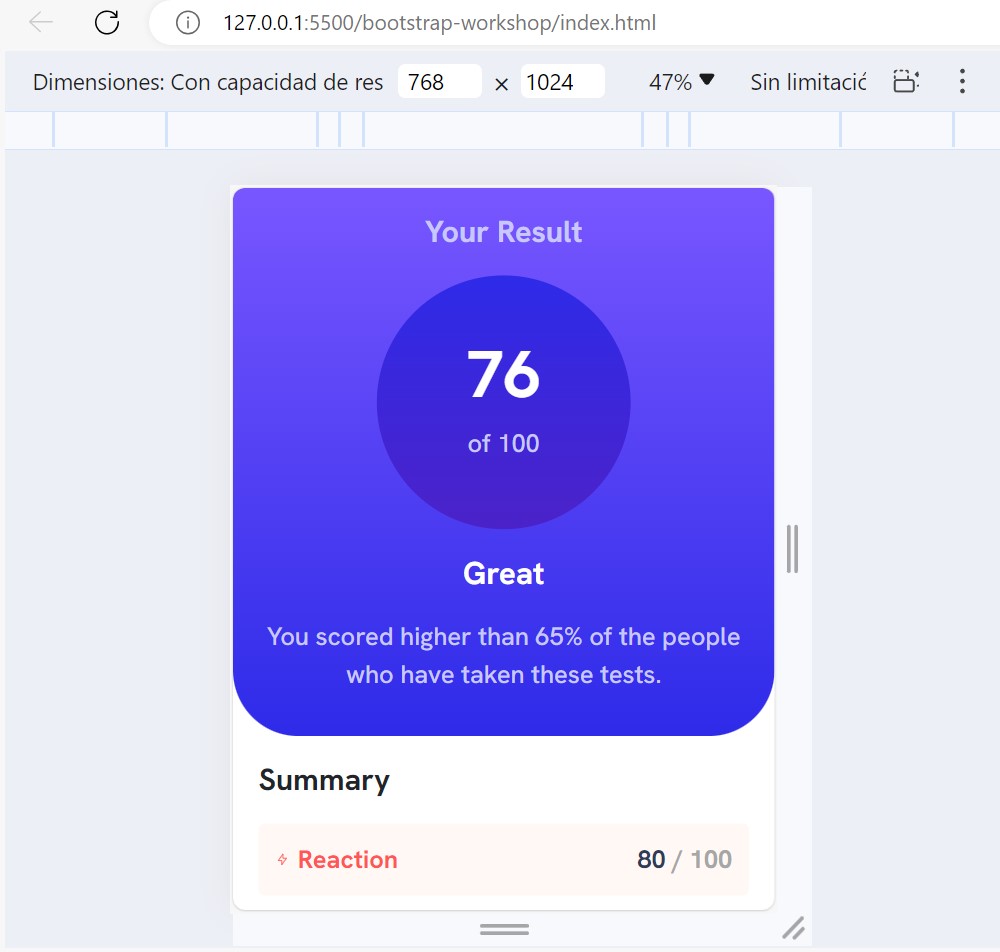 127.0.0.1:5500/bootstrap-workshop/index.html
Dimensiones: Con capacidad de res 768 × 1024 47% Sin limitació
Your Result
76
of 100
Great
You scored higher than 65% of the people
who have taken these tests.
Summary
Reaction 80 / 100